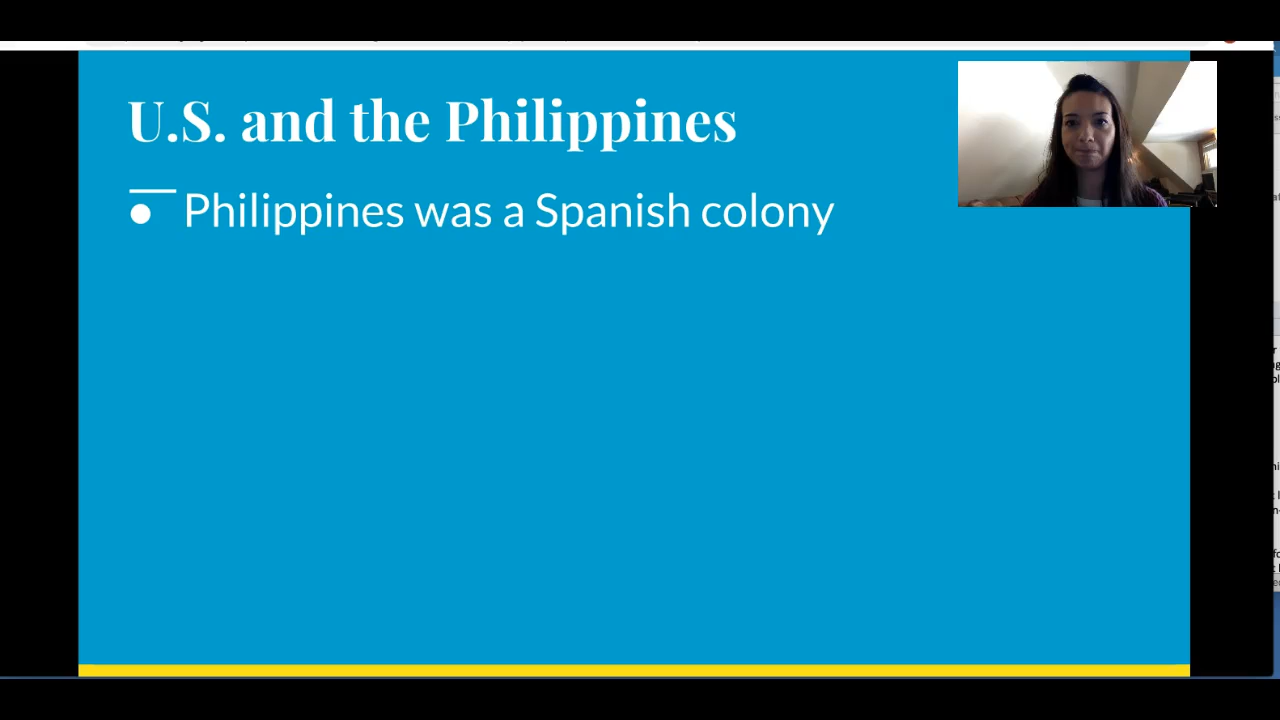 U.S. and the Philippines
● Philippines was a Spanish colony